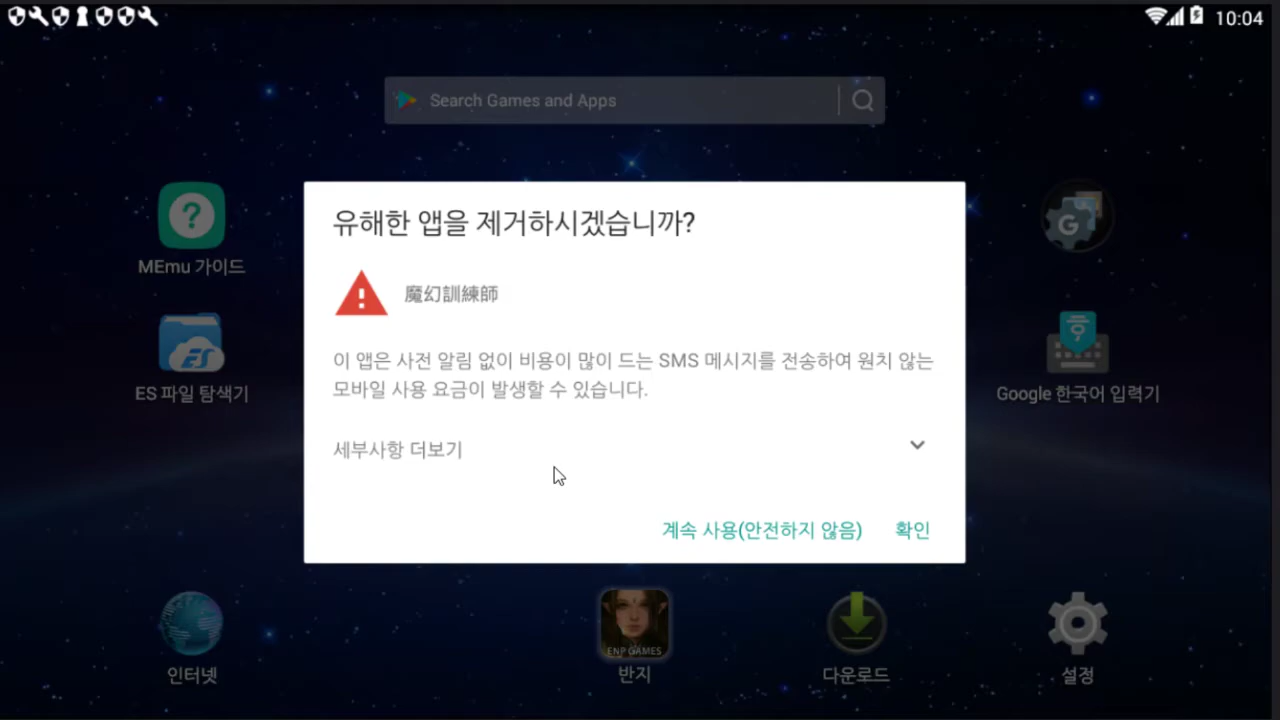 10:04
Search Games and Apps
유해한 앱을 제거하시겠습니까?
魔幻訓練師
이 앱은 사전 알림 없이 비용이 많이 드는 SMS 메시지를 전송하여 원치 않는
모바일 사용 요금이 발생할 수 있습니다.
세부사항 더보기
계속 사용(안전하지 않음) 확인
MEmu 가이드
G
ES
ES 파일 탐색기
Google 한국어 입력기
인터넷
ENP GAMES
반지
다운로드
설정